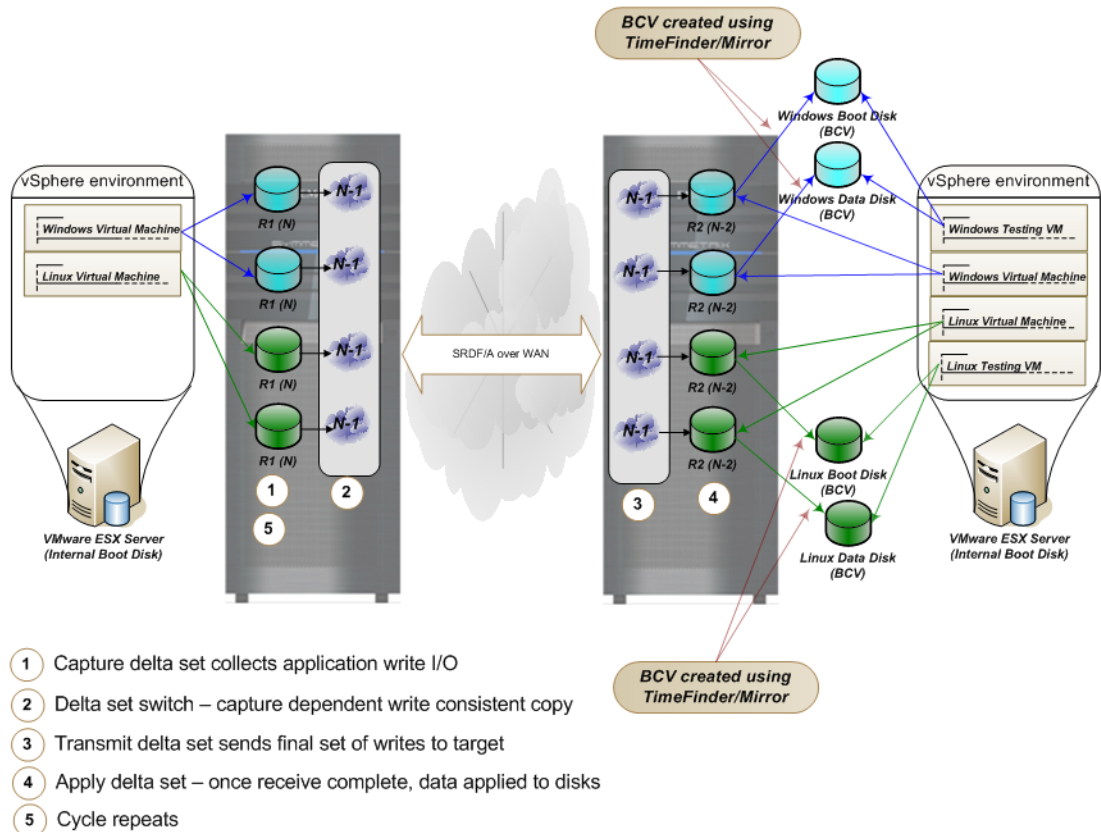 BCV created using
TimeFinder/Mirror
Windows Boot Disk
(BCV)
Windows Data Disk
(BCV)
vSphere environment
Windows Virtual Machine
Linux Virtual Machine
VMware ESX Server
(Internal Boot Disk)
R1 (N)
R1 (N)
R1 (N)
R1 (N)
N-1
N-1
N-1
N-1
1
2
5
SRDF/A over WAN
N-1
N-1
N-1
N-1
R2 (N-2)
R2 (N-2)
R2 (N-2)
R2 (N-2)
3
4
vSphere environment
Windows Testing VM
Windows Virtual Machine
Linux Virtual Machine
Linux Testing VM
VMware ESX Server
(Internal Boot Disk)
Linux Boot Disk
(BCV)
Linux Data Disk
(BCV)
BCV created using
TimeFinder/Mirror
1 Capture delta set collects application write I/O
2 Delta set switch – capture dependent write consistent copy
3 Transmit delta set sends final set of writes to target
4 Apply delta set – once receive complete, data applied to disks
5 Cycle repeats